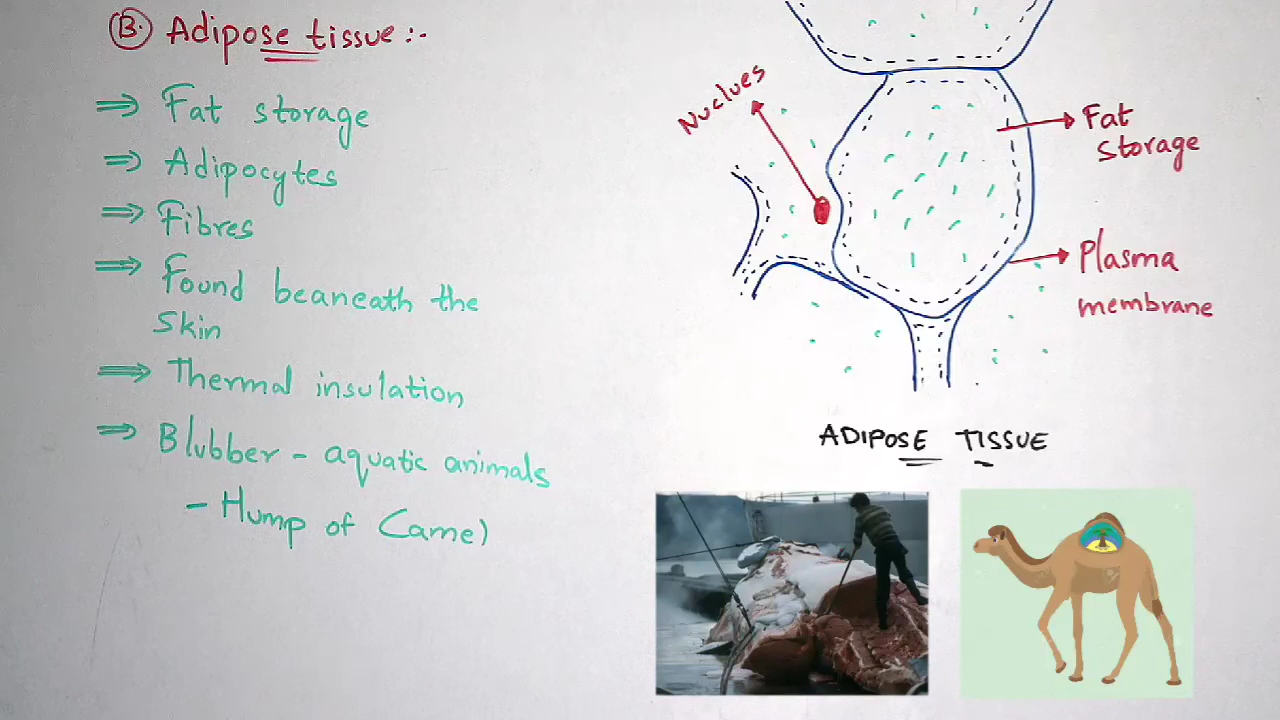 B. Adipose tissue :-
⇒ Fat storage
⇒ Adipocytes
⇒ Fibres
⇒ Found beaneath the
skin
⇒ Thermal insulation
⇒ Blubber - aquatic animals
- Hump of Camel
Nuclues
Fat
storage
Plasma
membrane
ADIPOSE TISSUE